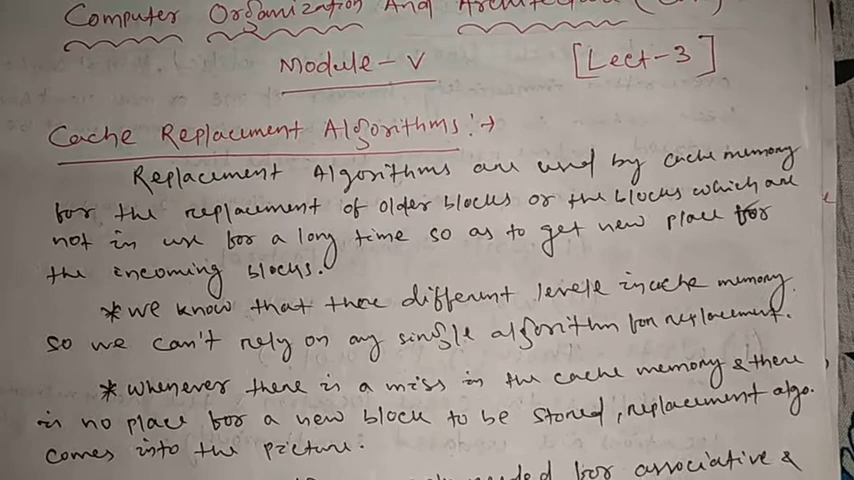 Computer Organization And Architecture
Module - V [Lect-3]
Cache Replacement Algorithms:→
Replacement Algorithms are used by cache memory
for the replacement of older blocks or the blocks which are
not in use for a long time so as to get new place for
the incoming blocks.
*we know that there different levels in cache memory.
so we can't rely on any single algorithm for replacement.
* whenever there is a miss in the cache memory & there
is no place for a new block to be stored, replacement algo.
comes into the picture.
needed for associative &